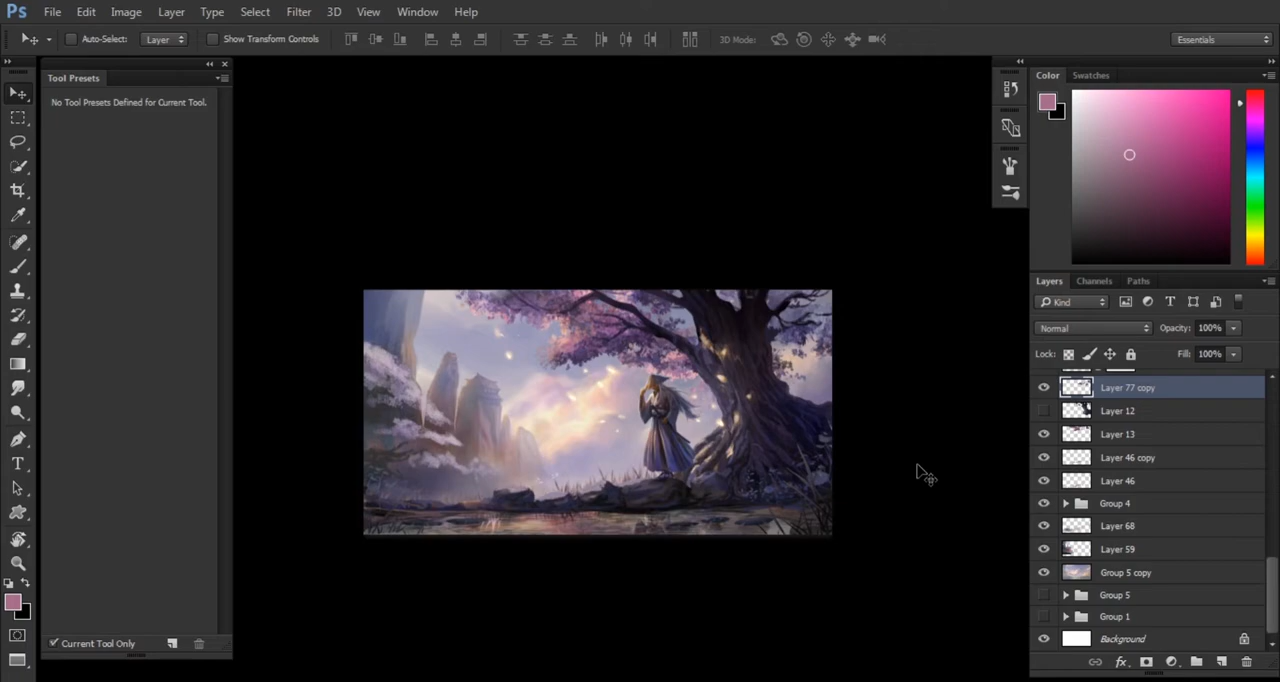 Ps File Edit Image Layer Type Select Filter 3D View Window Help
Auto-Select: Layer Show Transform Controls 3D Mode: Essentials
Tool Presets
No Tool Presets Defined for Current Tool.
Current Tool Only
Color Swatches
Layers Channels Paths
Kind
Normal Opacity: 100%
Lock: Fill: 100%
Layer 77 copy
Layer 12
Layer 13
Layer 46 copy
Layer 46
Group 4
Layer 68
Layer 59
Group 5 copy
Group 5
Group 1
Background
fx